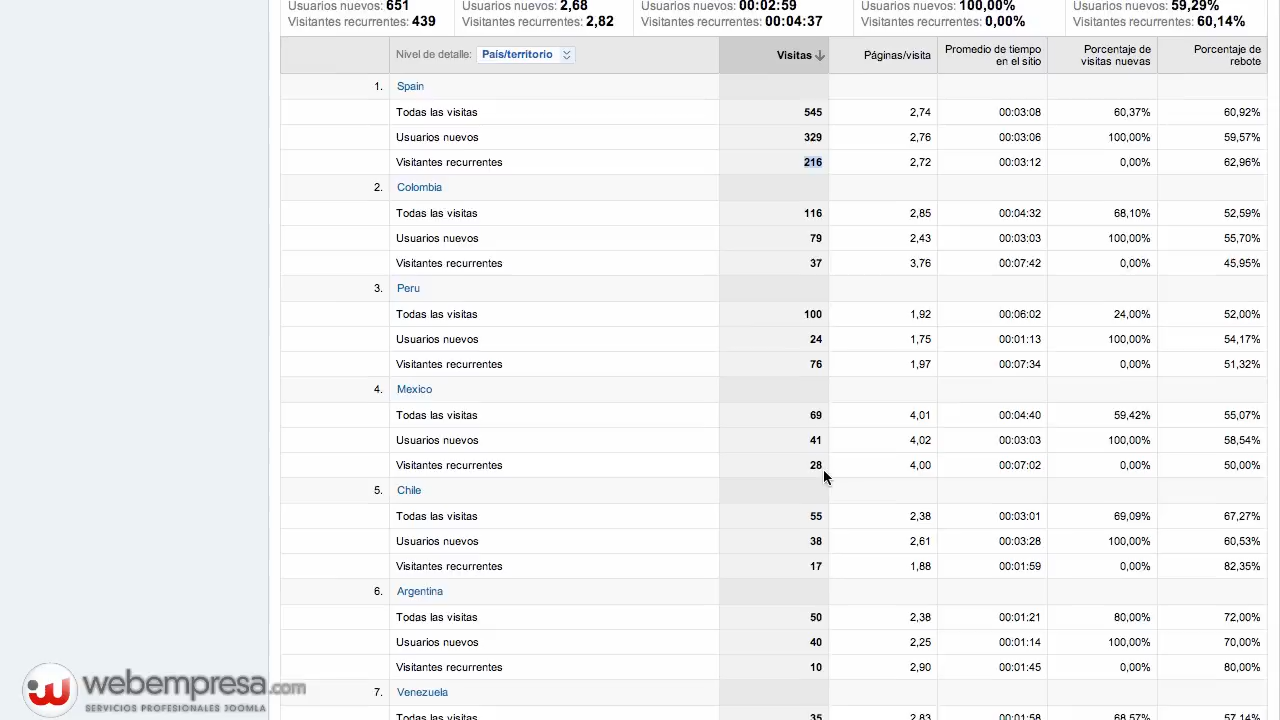 Usuarios nuevos: 651 Usuarios nuevos: 2,68 Usuarios nuevos: 00:02:59 Usuarios nuevos: 100,00% Usuarios nuevos: 59,29%
Visitantes recurrentes: 439 Visitantes recurrentes: 2,82 Visitantes recurrentes: 00:04:37 Visitantes recurrentes: 0,00% Visitantes recurrentes: 60,14%
Nivel de detalle: País/territorio Visitas Páginas/visita Promedio de tiempo en el sitio Porcentaje de visitas nuevas Porcentaje de rebote
1. Spain
Todas las visitas 545 2,74 00:03:08 60,37% 60,92%
Usuarios nuevos 329 2,76 00:03:06 100,00% 59,57%
Visitantes recurrentes 216 2,72 00:03:12 0,00% 62,96%
2. Colombia
Todas las visitas 116 2,85 00:04:32 68,10% 52,59%
Usuarios nuevos 79 2,43 00:03:03 100,00% 55,70%
Visitantes recurrentes 37 3,76 00:07:42 0,00% 45,95%
3. Peru
Todas las visitas 100 1,92 00:06:02 24,00% 52,00%
Usuarios nuevos 24 1,75 00:01:13 100,00% 54,17%
Visitantes recurrentes 76 1,97 00:07:34 0,00% 51,32%
4. Mexico
Todas las visitas 69 4,01 00:04:40 59,42% 55,07%
Usuarios nuevos 41 4,02 00:03:03 100,00% 58,54%
Visitantes recurrentes 28 4,00 00:07:02 0,00% 50,00%
5. Chile
Todas las visitas 55 2,38 00:03:01 69,09% 67,27%
Usuarios nuevos 38 2,61 00:03:28 100,00% 60,53%
Visitantes recurrentes 17 1,88 00:01:59 0,00% 82,35%
6. Argentina
Todas las visitas 50 2,38 00:01:21 80,00% 72,00%
Usuarios nuevos 40 2,25 00:01:14 100,00% 70,00%
Visitantes recurrentes 10 2,90 00:01:45 0,00% 80,00%
7. Venezuela
Todas las visitas 35 2,83 00:01:58 68,57% 57,14%
webempresa.com
SERVICIOS PROFESIONALES JOOMLA